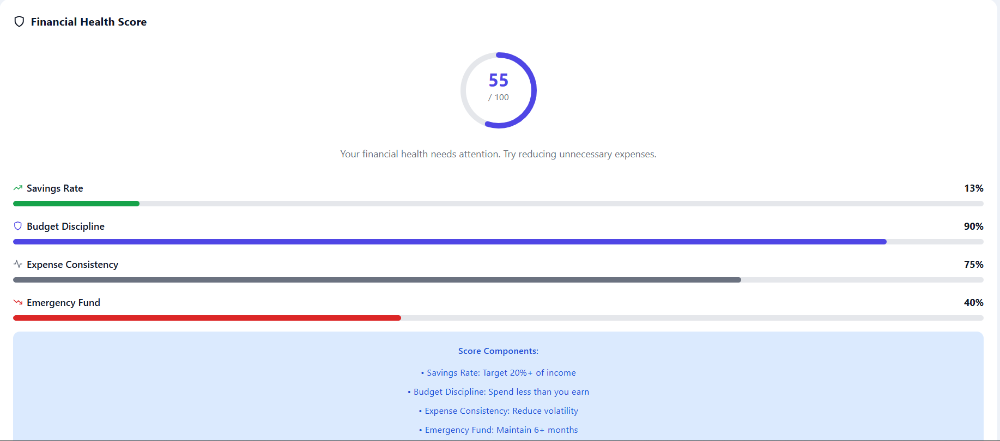 Financial Health Score
55
/ 100
Your financial health needs attention. Try reducing unnecessary expenses.
Savings Rate 13%
Budget Discipline 90%
Expense Consistency 75%
Emergency Fund 40%
Score Components:
• Savings Rate: Target 20%+ of income
• Budget Discipline: Spend less than you earn
• Expense Consistency: Reduce volatility
• Emergency Fund: Maintain 6+ months